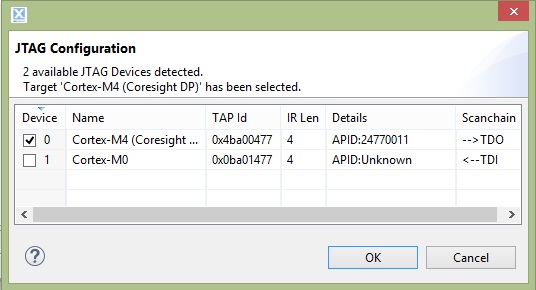 JTAG Configuration
2 available JTAG Devices detected.
Target 'Cortex-M4 (Coresight DP)' has been selected.
Device Name TAP Id IR Len Details Scanchain
0 Cortex-M4 (Coresight ... 0x4ba00477 4 APID:24770011 -->TDO
1 Cortex-M0 0x0ba01477 4 APID:Unknown <--TDI
OK Cancel